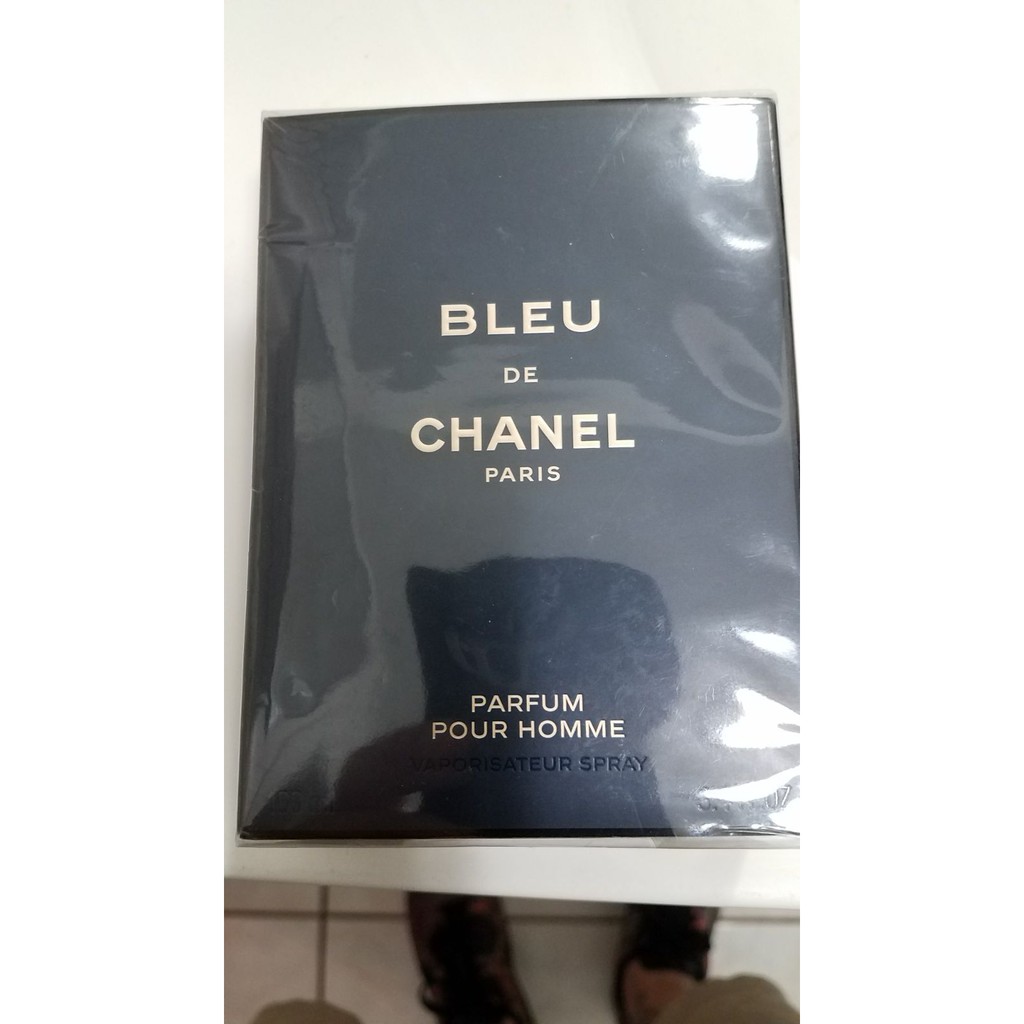 BLEU
DE
CHANEL
PARIS
PARFUM
POUR HOMME
VAPORISATEUR SPRAY